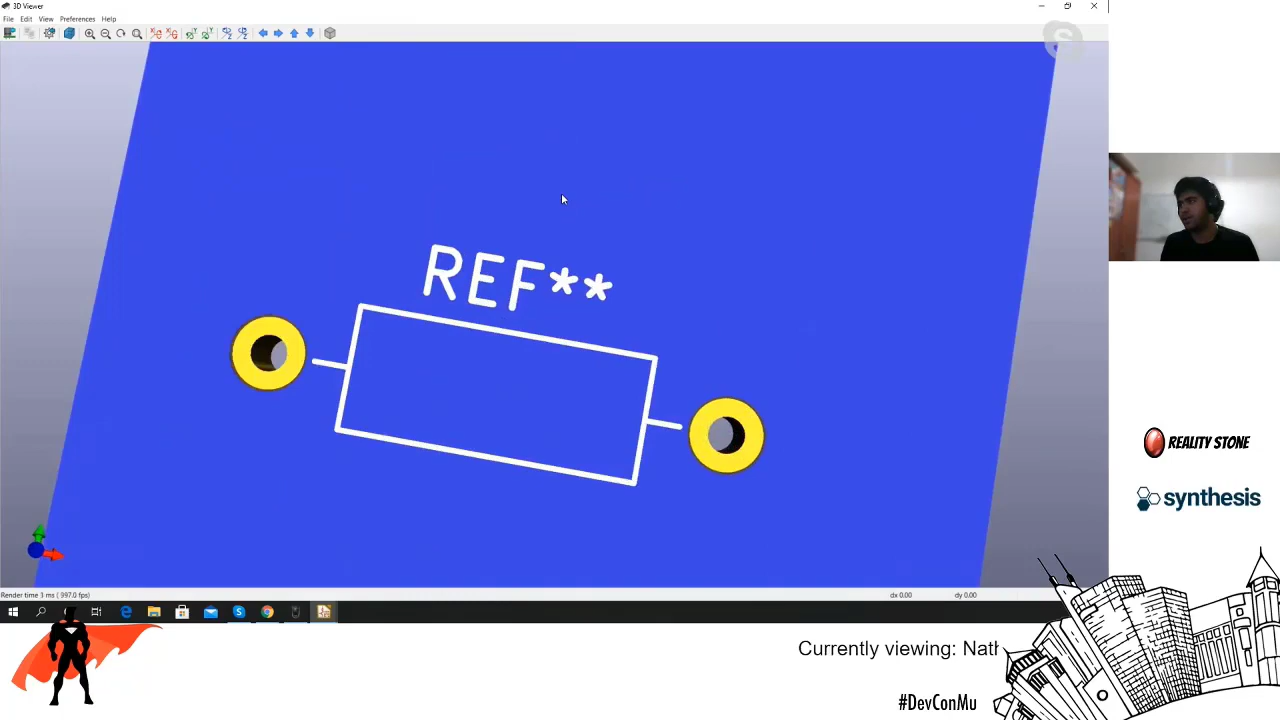 3D Viewer
File Edit View Preferences Help
REF**
Render time 3 ms ( 997.0 fps)
dx 0.00
dy 0.00
REALITY STONE
synthesis
Currently viewing: Nath
#DevConMu